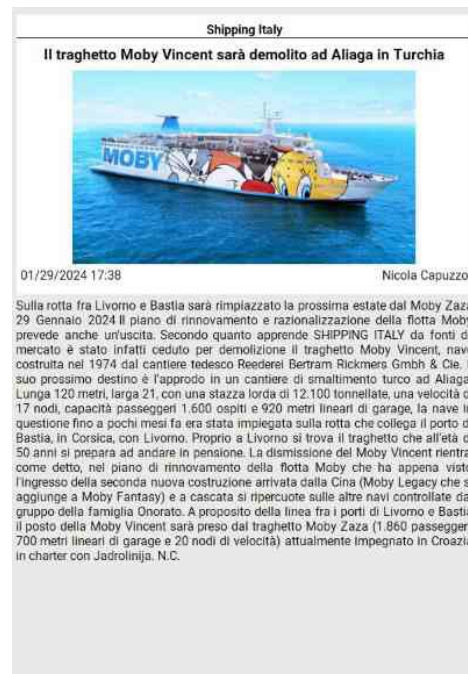 Shipping Italy
Il traghetto Moby Vincent sarà demolito ad Aliaga in Turchia
MOBY
01/29/2024 17:38
Nicola Capuzzo
Sulla rotta fra Livorno e Bastia sarà rimpiazzato la prossima estate dal Moby Zaza
29 Gennaio 2024 Il piano di rinnovamento e razionalizzazione della flotta Moby
prevede anche un'uscita. Secondo quanto apprende SHIPPING ITALY da fonti d
mercato è stato infatti ceduto per demolizione il traghetto Moby Vincent, nav
costruita nel 1974 dal cantiere tedesco Reederei Bertram Rickmers Gmbh & Cie. I
suo prossimo destino è l'approdo in un cantiere di smaltimento turco ad Aliaga
Lunga 120 metri, larga 21, con una stazza lorda di 12.100 tonnellate, una velocità d
17 nodi, capacità passeggeri 1.600 ospiti e 920 metri lineari di garage, la nave i
questione fino a pochi mesi fa era stata impiegata sulla rotta che collega il porto d
Bastia, in Corsica, con Livorno. Proprio a Livorno si trova il traghetto che all'età d
50 anni si prepara ad andare in pensione. La dismissione del Moby Vincent rientra
come detto, nel piano di rinnovamento della flotta Moby che ha appena visto
l'ingresso della seconda nuova costruzione arrivata dalla Cina (Moby Legacy che s
aggiunge a Moby Fantasy) e a cascata si ripercuote sulle altre navi controllate da
gruppo della famiglia Onorato. A proposito della linea fra i porti di Livorno e Bastia
il posto della Moby Vincent sarà preso dal traghetto Moby Zaza (1.860 passegger
700 metri lineari di garage e 20 nodi di velocità) attualmente impegnato in Croazia
in charter con Jadrolinija. N.C.